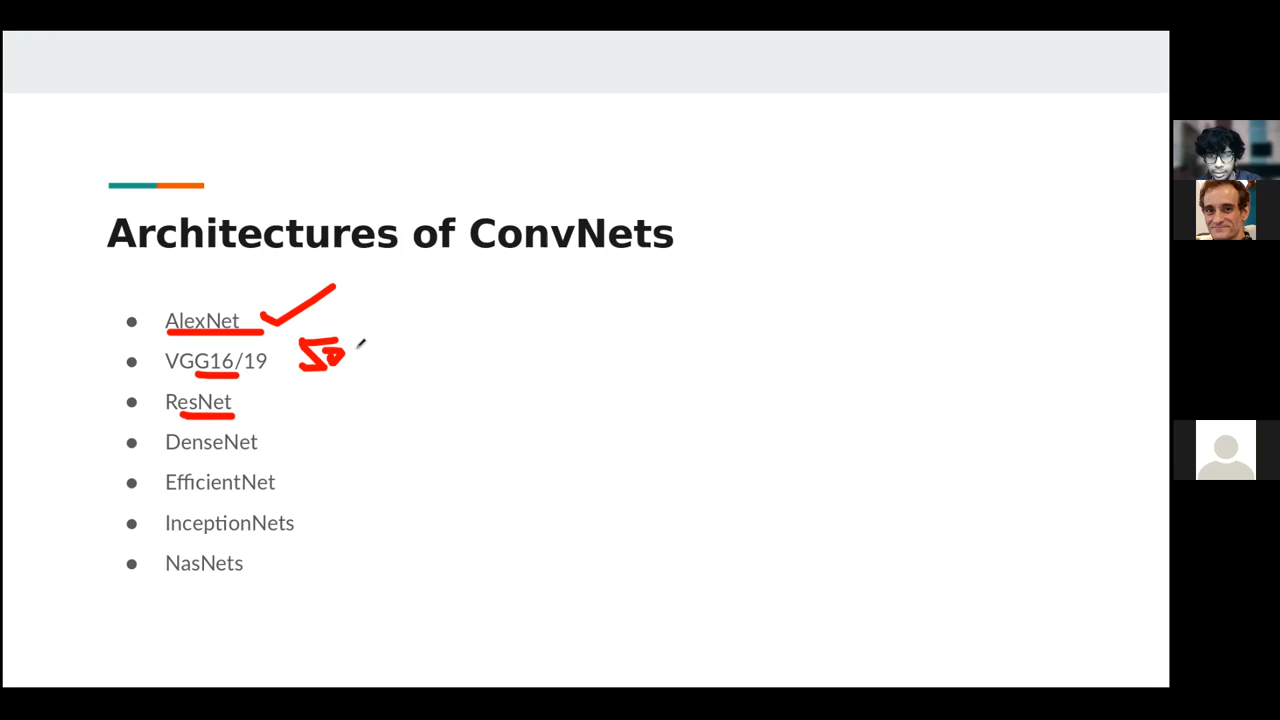 Architectures of ConvNets
● AlexNet
● VGG16/19
● ResNet
● DenseNet
● EfficientNet
● InceptionNets
● NasNets